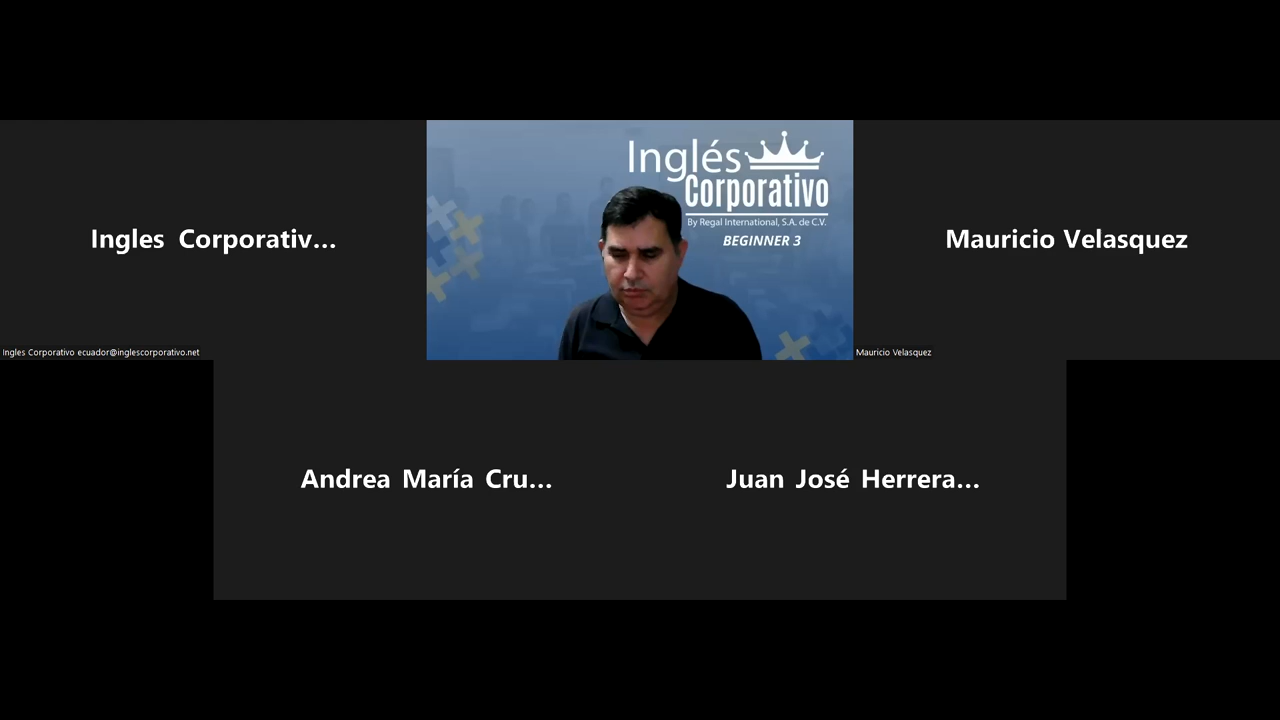 Ingles Corporativ...
Ingles Corporativo ecuador@inglescorporativo.net
Inglés
Corporativo
By Regal International, S.A. de C.V.
BEGINNER 3
Mauricio Velasquez
Mauricio Velasquez
Andrea María Cru...
Juan José Herrera...